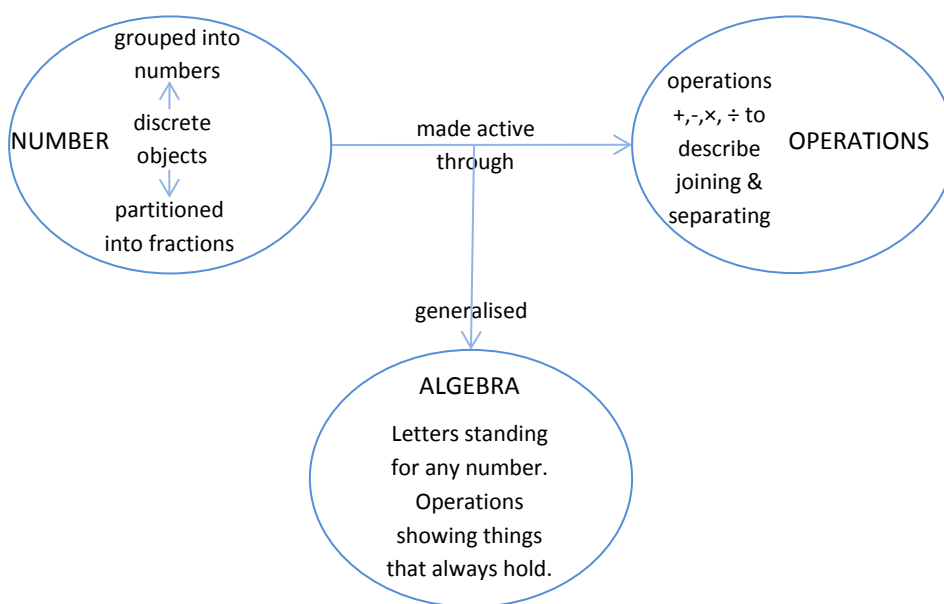 grouped into
numbers
NUMBER
discrete
objects
partitioned
into fractions
made active
through
operations
+,-,×, ÷ to
describe
joining &
separating
OPERATIONS
generalised
ALGEBRA
Letters standing
for any number.
Operations
showing things
that always hold.